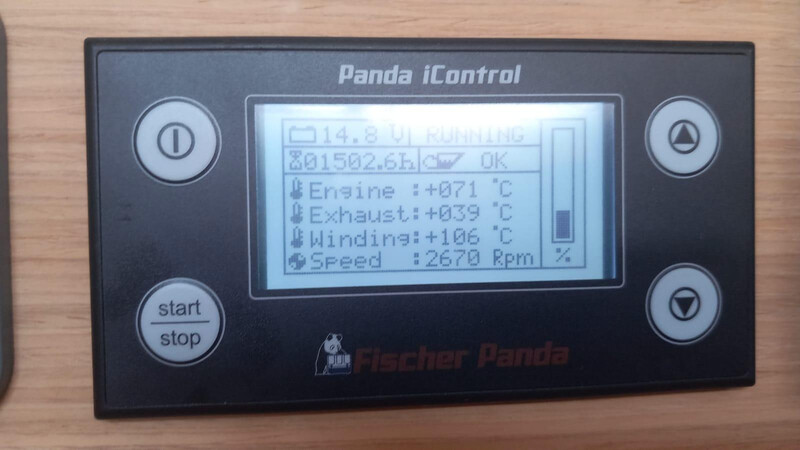 Panda iControl
14.8 V RUNNING
01502.6h OK
Engine :+071 °C
Exhaust:+039 °C
Winding:+106 °C
Speed :2670 Rpm
%
start
stop
Fischer Panda